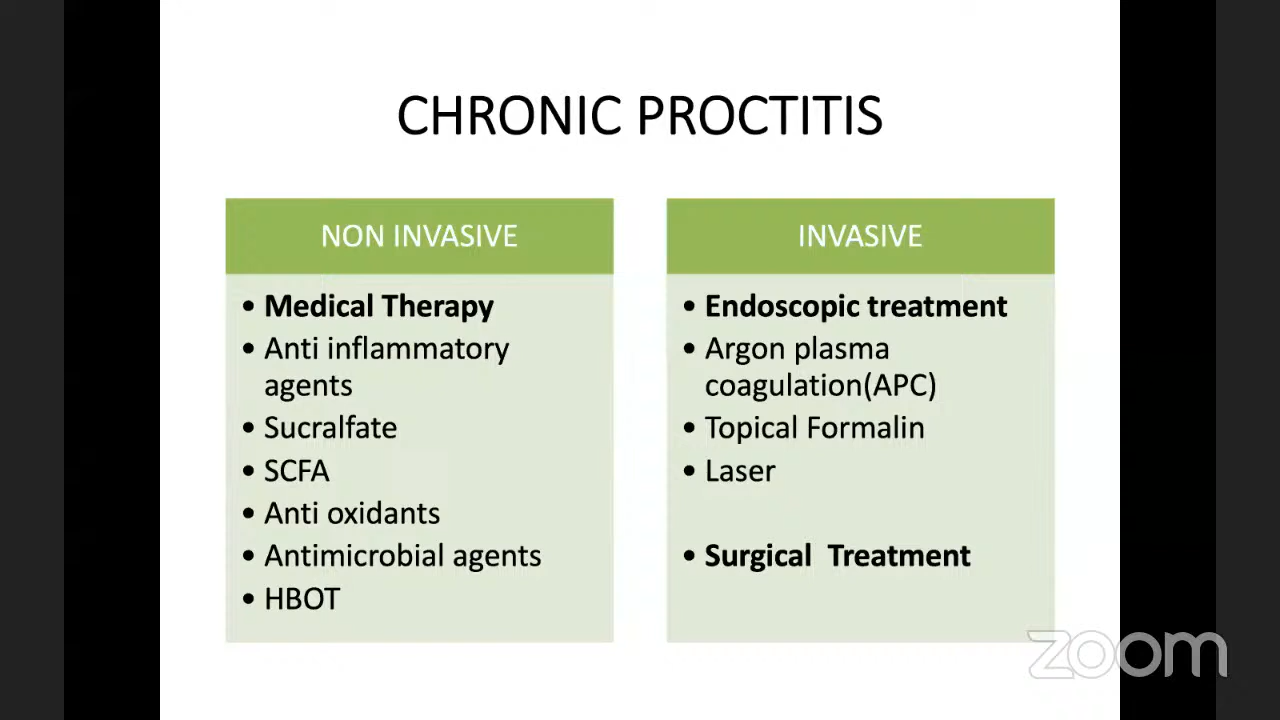 CHRONIC PROCTITIS
NON INVASIVE
• Medical Therapy
• Anti inflammatory
agents
• Sucralfate
• SCFA
• Anti oxidants
• Antimicrobial agents
• HBOT
INVASIVE
• Endoscopic treatment
• Argon plasma
coagulation(APC)
• Topical Formalin
• Laser
• Surgical  Treatment
zoom